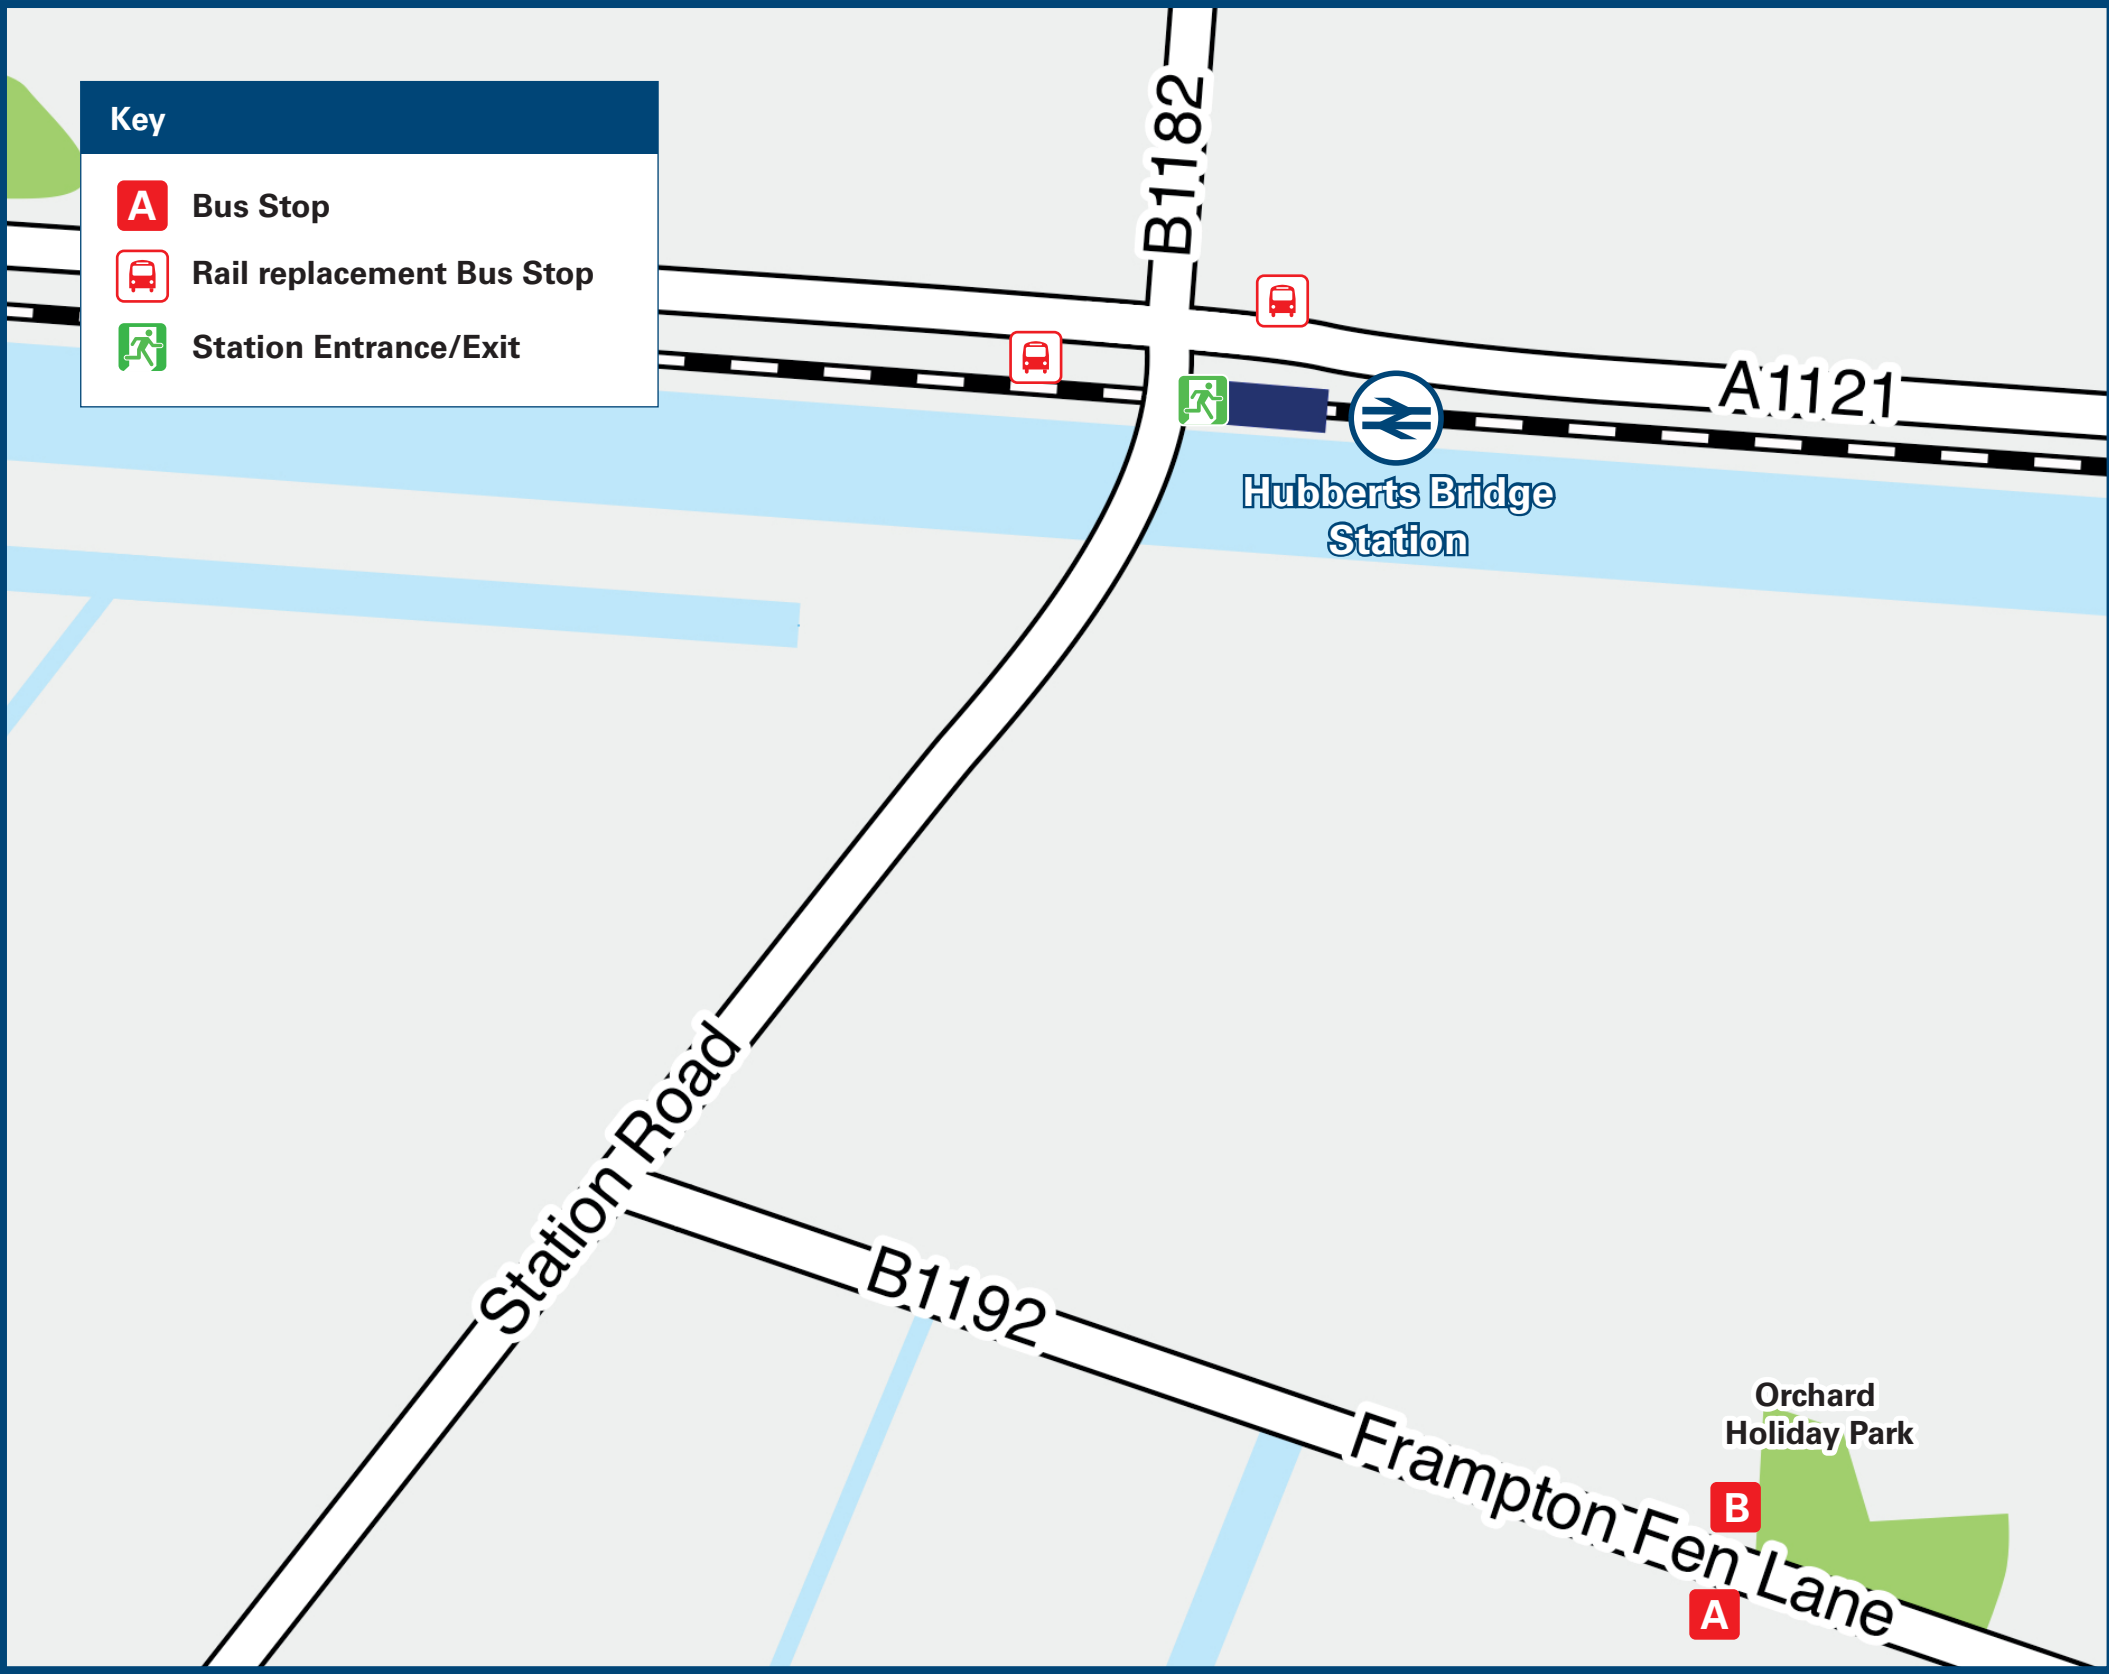 Key
A Bus Stop
Rail replacement Bus Stop
Station Entrance/Exit
B1182
A1121
Hubberts Bridge
Station
Station Road
B1192
Frampton Fen Lane
Orchard
Holiday Park
B
A